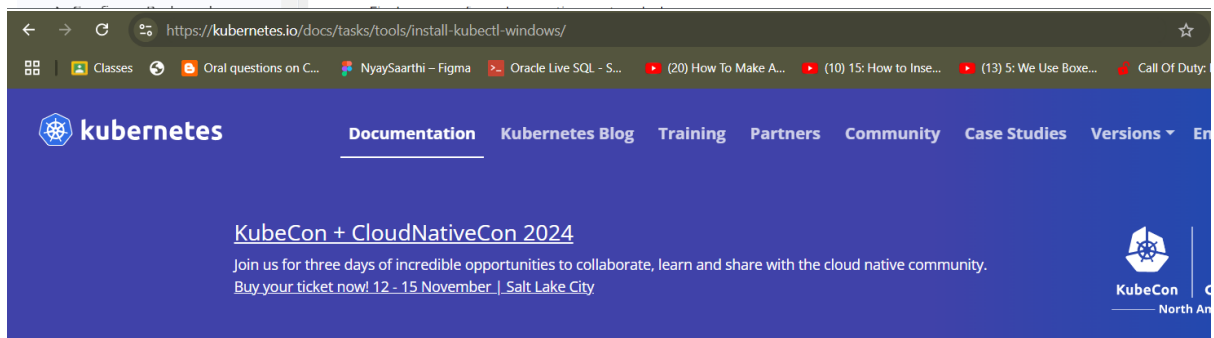 https://kubernetes.io/docs/tasks/tools/install-kubectl-windows/
Classes Oral questions on C... NyaySaarthi – Figma Oracle Live SQL - S... (20) How To Make A... (10) 15: How to Inse... (13) 5: We Use Boxe... Call Of Duty:
kubernetes Documentation Kubernetes Blog Training Partners Community Case Studies Versions En
KubeCon + CloudNativeCon 2024
Join us for three days of incredible opportunities to collaborate, learn and share with the cloud native community.
Buy your ticket now! 12 - 15 November | Salt Lake City
KubeCon
North Am